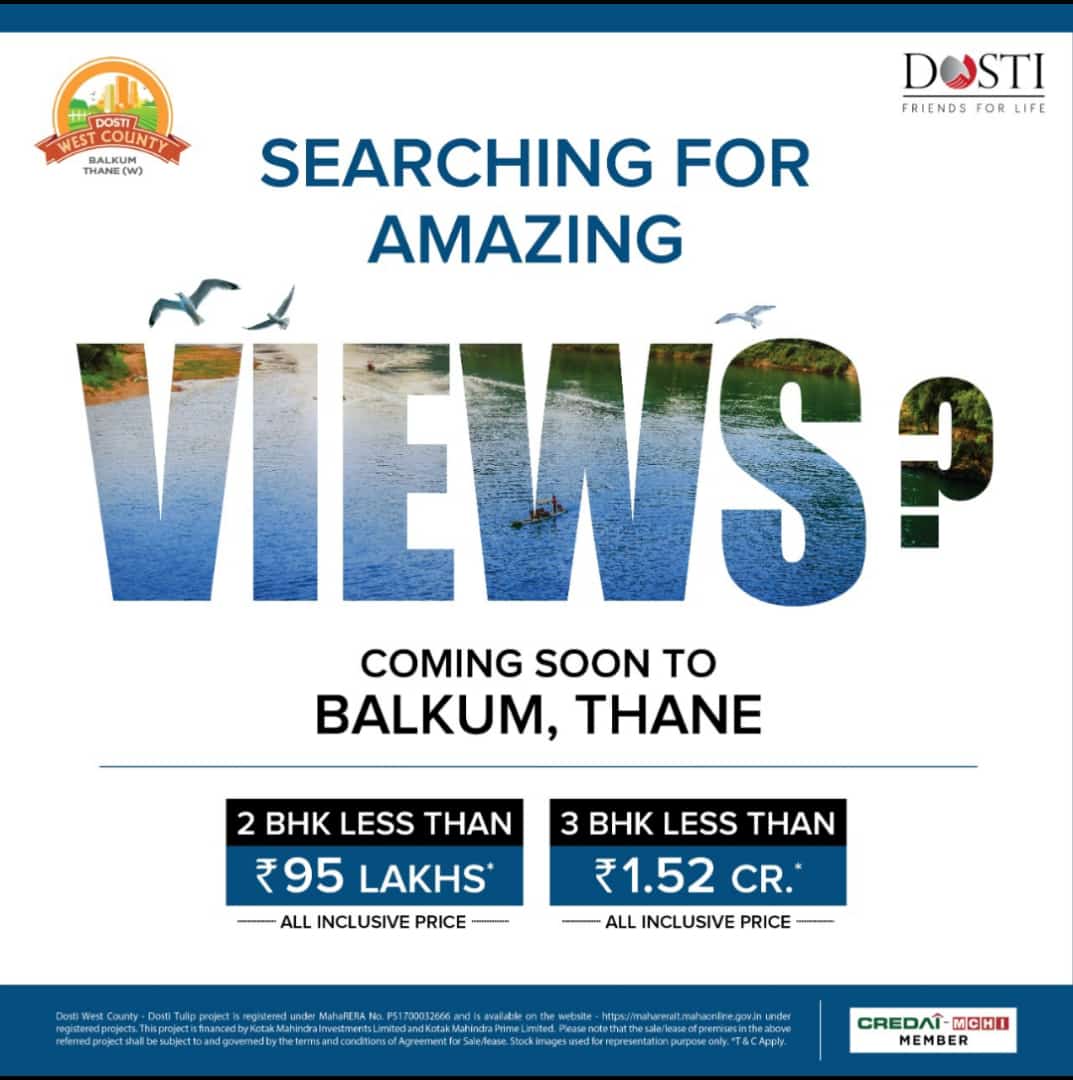 DOSTI
WEST COUNTY
BALKUM
THANE (W)
DOSTI
FRIENDS FOR LIFE
SEARCHING FOR
AMAZING
VIEWS?
COMING SOON TO
BALKUM, THANE
2 BHK LESS THAN
₹95 LAKHS*
ALL INCLUSIVE PRICE
3 BHK LESS THAN
₹1.52 CR.*
ALL INCLUSIVE PRICE
Dosti West County - Dosti Tulip project is registered under MahaRERA No. P51700032666 and is available on the website - https://maharerait.mahaonline.gov.in under
registered projects. This project is financed by Kotak Mahindra Investments Limited and Kotak Mahindra Prime Limited. Please note that the sale/lease of premises in the above
referred project shall be subject to and governed by the terms and conditions of Agreement for Sale/lease. Stock images used for representation purpose only. *T & C Apply.
CREDAI-MCHI
MEMBER